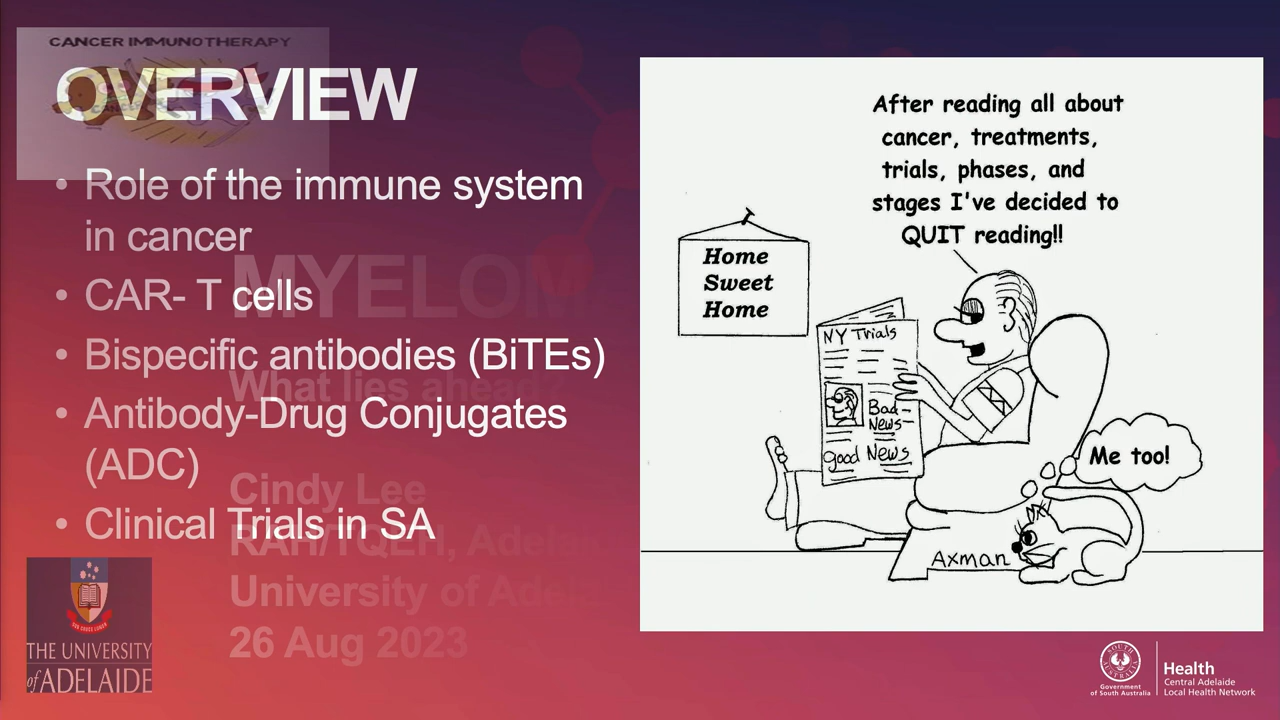 CANCER IMMUNOTHERAPY
OVERVIEW
• Role of the immune system
in cancer
• CAR- T cells
• Bispecific antibodies (BiTEs)
• Antibody-Drug Conjugates
(ADC)
• Clinical Trials in SA
MYELOM
What lies ahead?
Cindy Lee
RAH/TQEH, Adela
University of Adel
26 Aug 2023
THE UNIVERSITY
of ADELAIDE
After reading all about
cancer, treatments,
trials, phases, and
stages I've decided to
QUIT reading!!
Home
Sweet
Home
NY Trials
Bad
News
good News
Me too!
Axman
SOUTH AUSTRALIA
Government
of South Australia
Health
Central Adelaide
Local Health Network